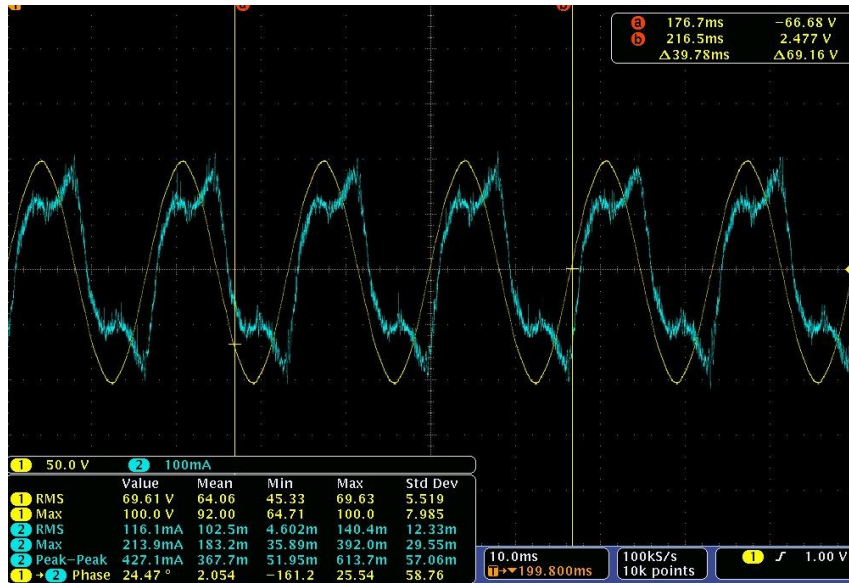 a 176.7ms -66.68 V
b 216.5ms 2.477 V
Δ39.78ms Δ69.16 V
1 50.0 V 2 100mA
Value Mean Min Max Std Dev
1 RMS 69.61 V 64.06 45.33 69.63 5.519
1 Max 100.0 V 92.00 64.71 100.0 7.985
2 RMS 116.1mA 102.5m 4.602m 140.4m 12.33m
2 Max 213.9mA 183.2m 35.89m 392.0m 29.55m
2 Peak-Peak 427.1mA 367.7m 51.95m 613.7m 57.06m
1→2 Phase 24.47 ° 2.054 -161.2 25.54 58.76
10.0ms 100kS/s 1 1.00 V
T→▼199.800ms 10k points